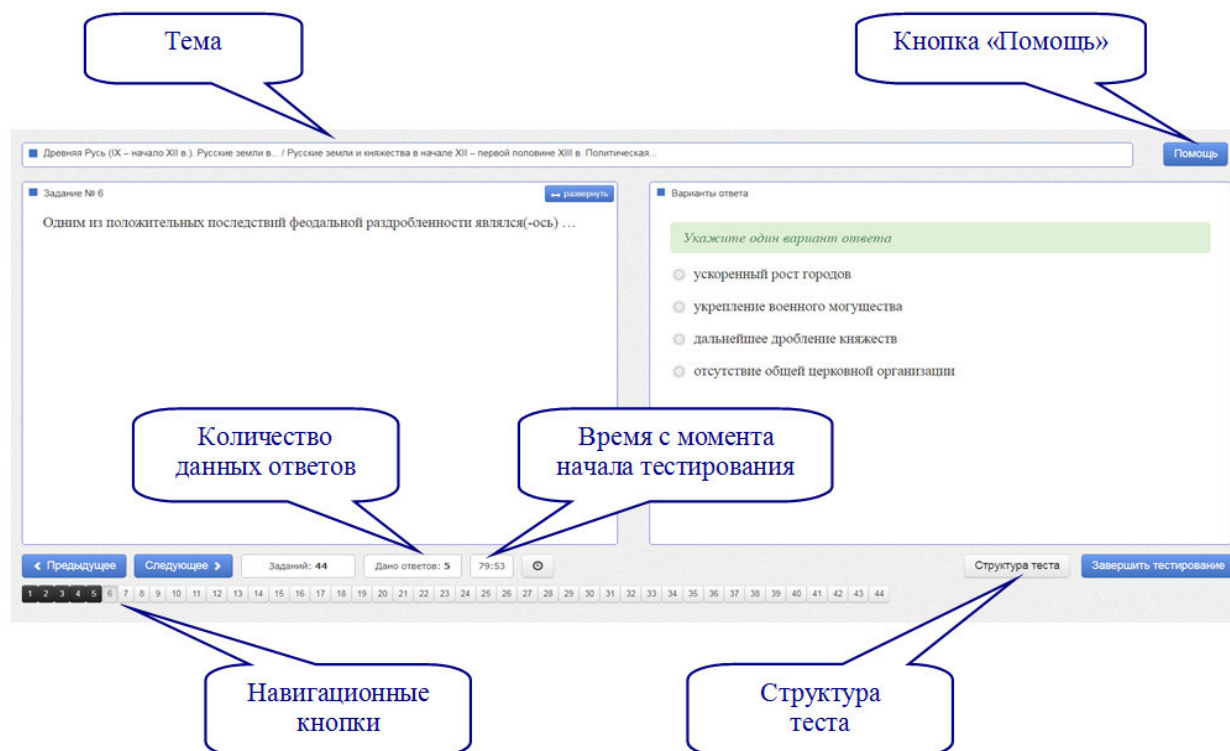 Тема
Кнопка «Помощь»
Древняя Русь (IX – начало XII в.). Русские земли в... / Русские земли и княжества в начале XII – первой половине XIII в. Политическая...
Помощь
Задание № 6
развернуть
Одним из положительных последствий феодальной раздробленности являлся(-ось) …
Варианты ответа
Укажите один вариант ответа
ускоренный рост городов
укрепление военного могущества
дальнейшее дробление княжеств
отсутствие общей церковной организации
Количество
данных ответов
Время с момента
начала тестирования
Предыдущее
Следующее
Заданий: 44
Дано ответов: 5
79:53
Структура теста
Завершить тестирование
1 2 3 4 5 6 7 8 9 10 11 12 13 14 15 16 17 18 19 20 21 22 23 24 25 26 27 28 29 30 31 32 33 34 35 36 37 38 39 40 41 42 43 44
Навигационные
кнопки
Структура
теста